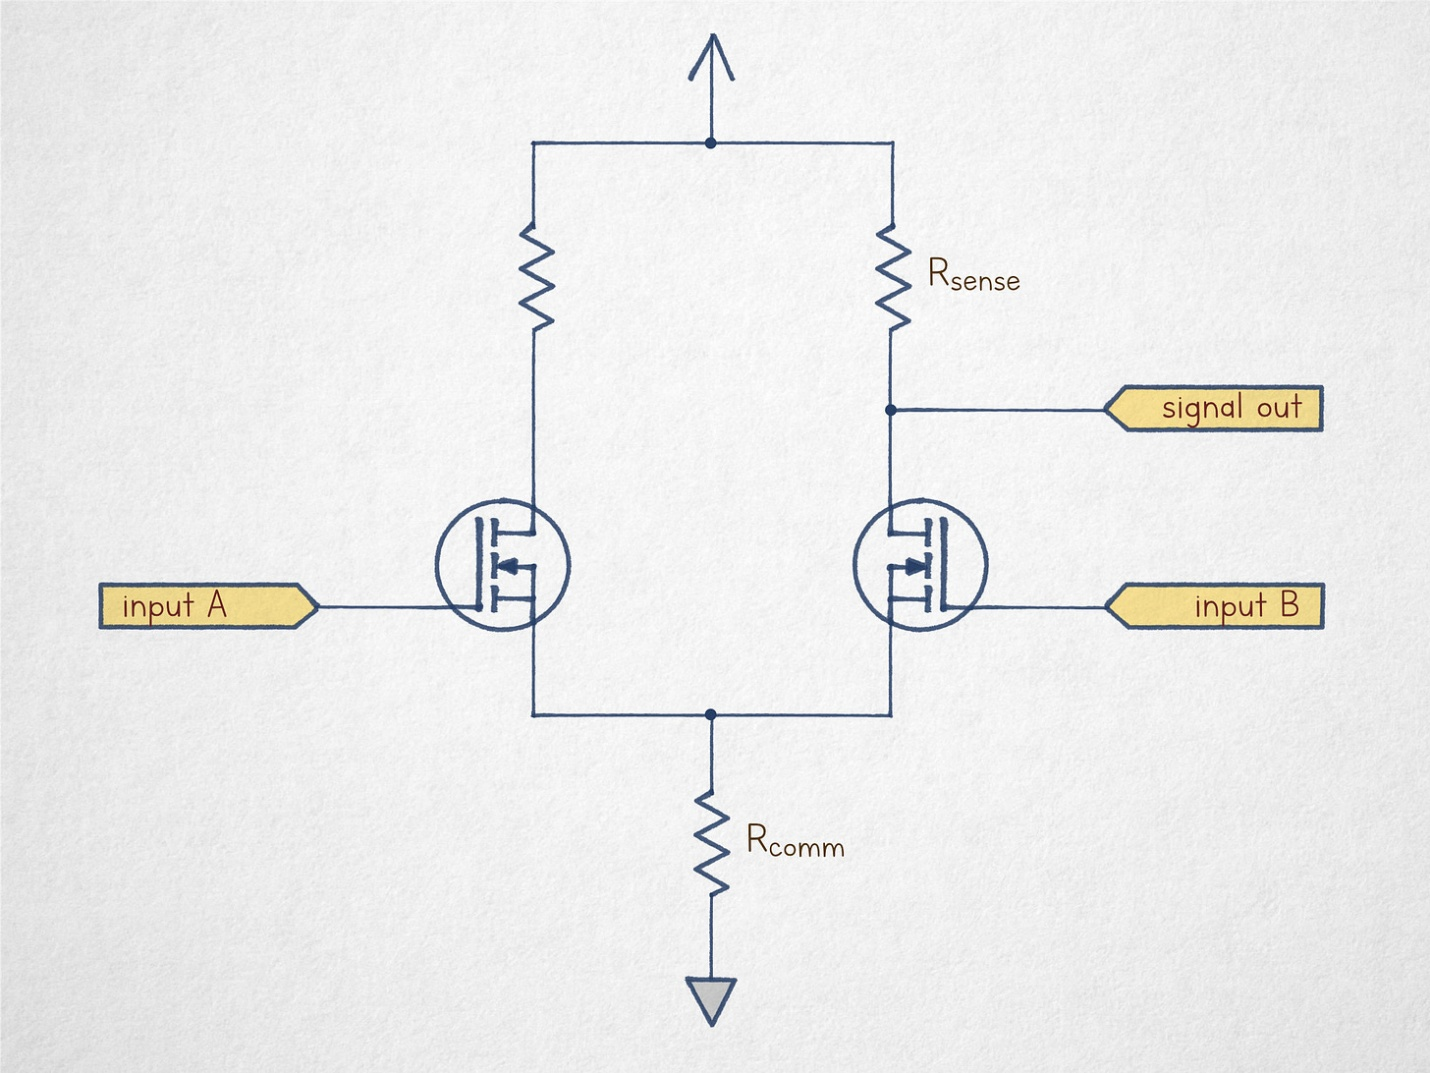 Rsense
signal out
input A
input B
Rcomm